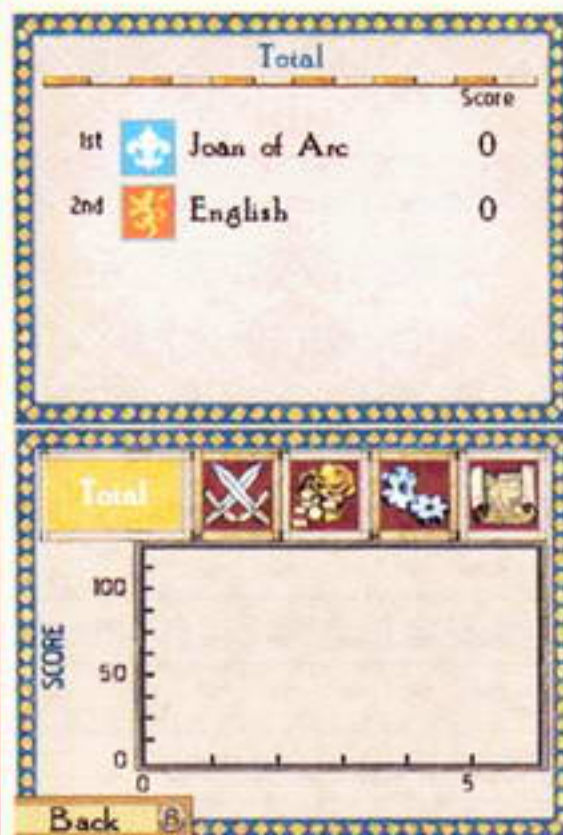 Total
Score
1st Joan of Arc 0
2nd English 0
Total
100
SCORE
50
0
0 5
Back B